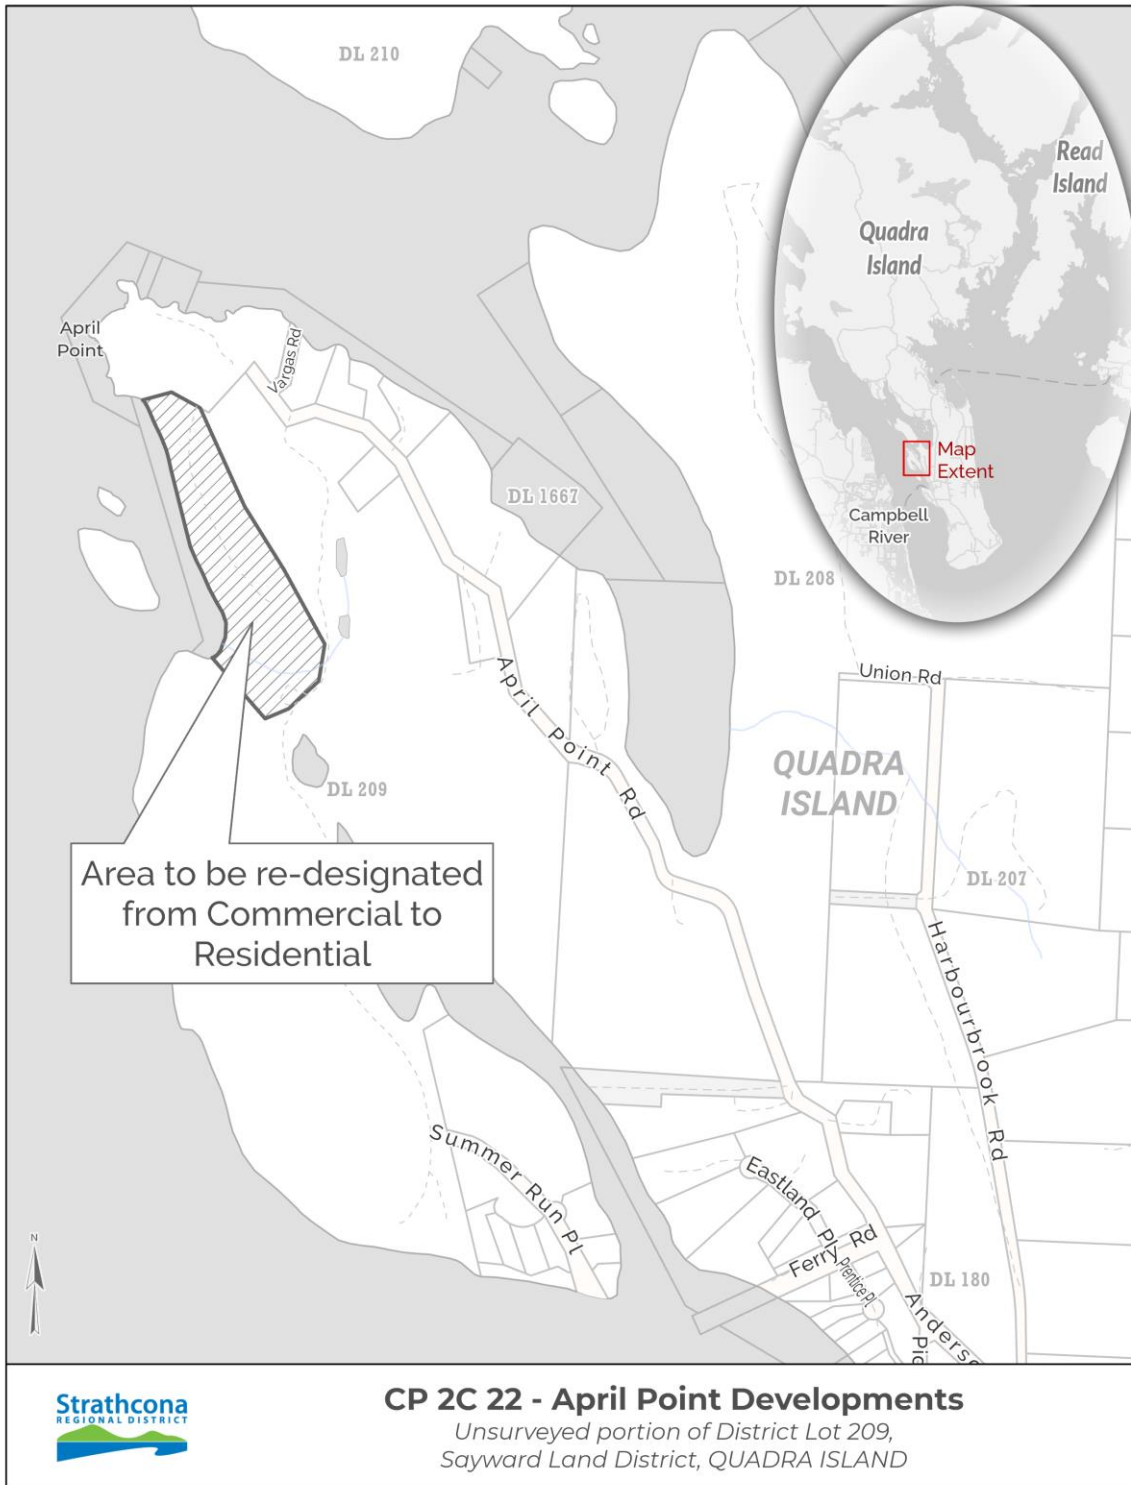 DL 210
Read
Island
Quadra
Island
April
Point
Vargas Rd
Map
Extent
DL 1667
Campbell
River
DL 208
Union Rd
April Point Rd
QUADRA
ISLAND
DL 209
Area to be re-designated
from Commercial to
Residential
DL 207
Harbourbrook Rd
Summer Run Pl
Eastland Pl
Ferry Rd
Prentice Pl
DL 180
N
Anderso
Pid
Strathcona
REGIONAL DISTRICT
CP 2C 22 - April Point Developments
Unsurveyed portion of District Lot 209,
Sayward Land District, QUADRA ISLAND